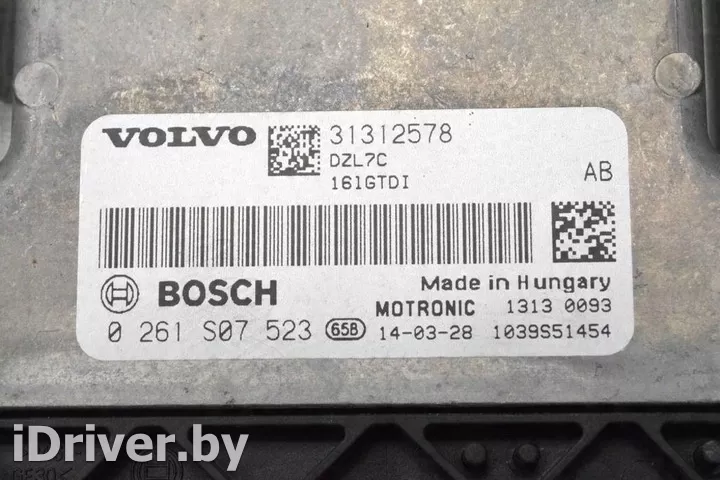 VOLVO 31312578
DZL7C
161GTDI AB
BOSCH Made in Hungary
MOTRONIC 1313 0093
0 261 S07 523 65B 14-03-28 1039S51454
iDriver.by